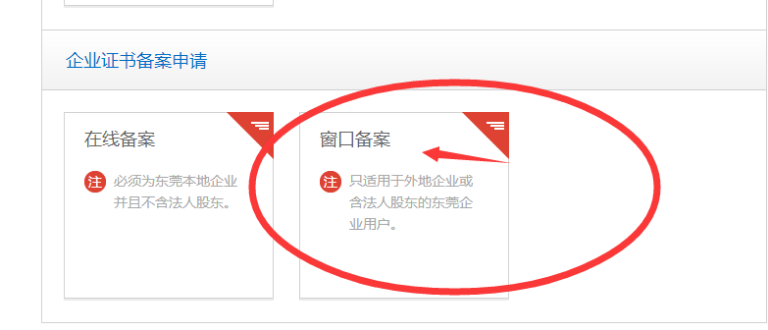 企业证书备案申请
在线备案
注 必须为东莞本地企业
并且不含法人股东。
窗口备案
注 只适用于外地企业或
含法人股东的东莞企
业用户。